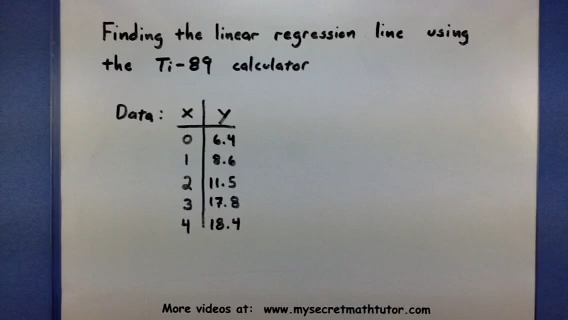 Finding the linear regression line using
the Ti-89 calculator
Data: x y
0 6.4
1 8.6
2 11.5
3 17.8
4 18.4
More videos at: www.mysecretmathtutor.com